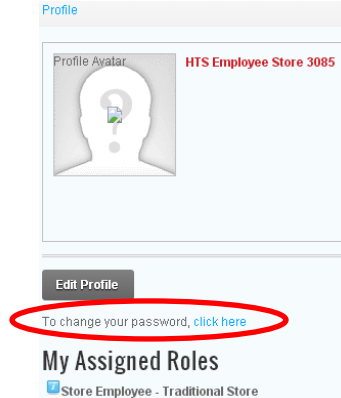 Profile
Profile Avatar
HTS Employee Store 3085
Edit Profile
To change your password, click here
My Assigned Roles
Store Employee - Traditional Store